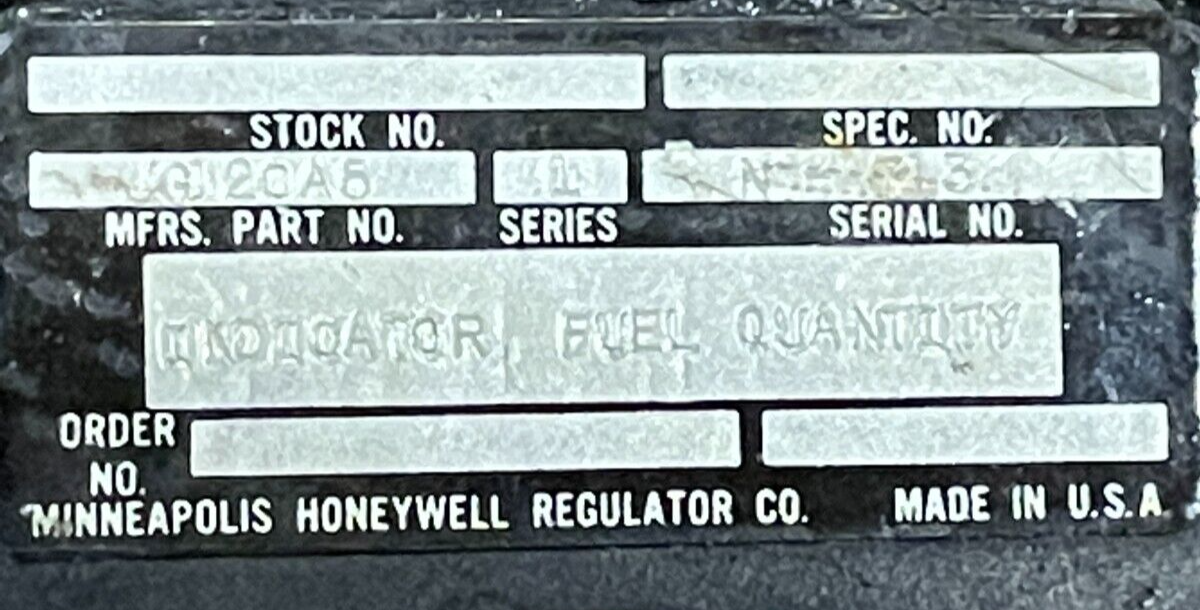 STOCK NO. SPEC. NO.
1
MFRS. PART NO. SERIES SERIAL NO.
INDICATOR, FUEL QUANTITY
ORDER
NO.
MINNEAPOLIS HONEYWELL REGULATOR CO. MADE IN U.S.A.